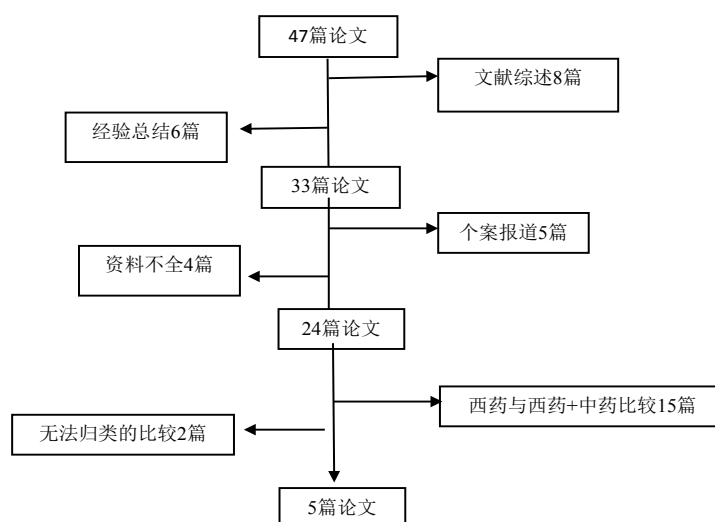 47篇论文
文献综述8篇
经验总结6篇
33篇论文
个案报道5篇
资料不全4篇
24篇论文
西药与西药+中药比较15篇
无法归类的比较2篇
5篇论文